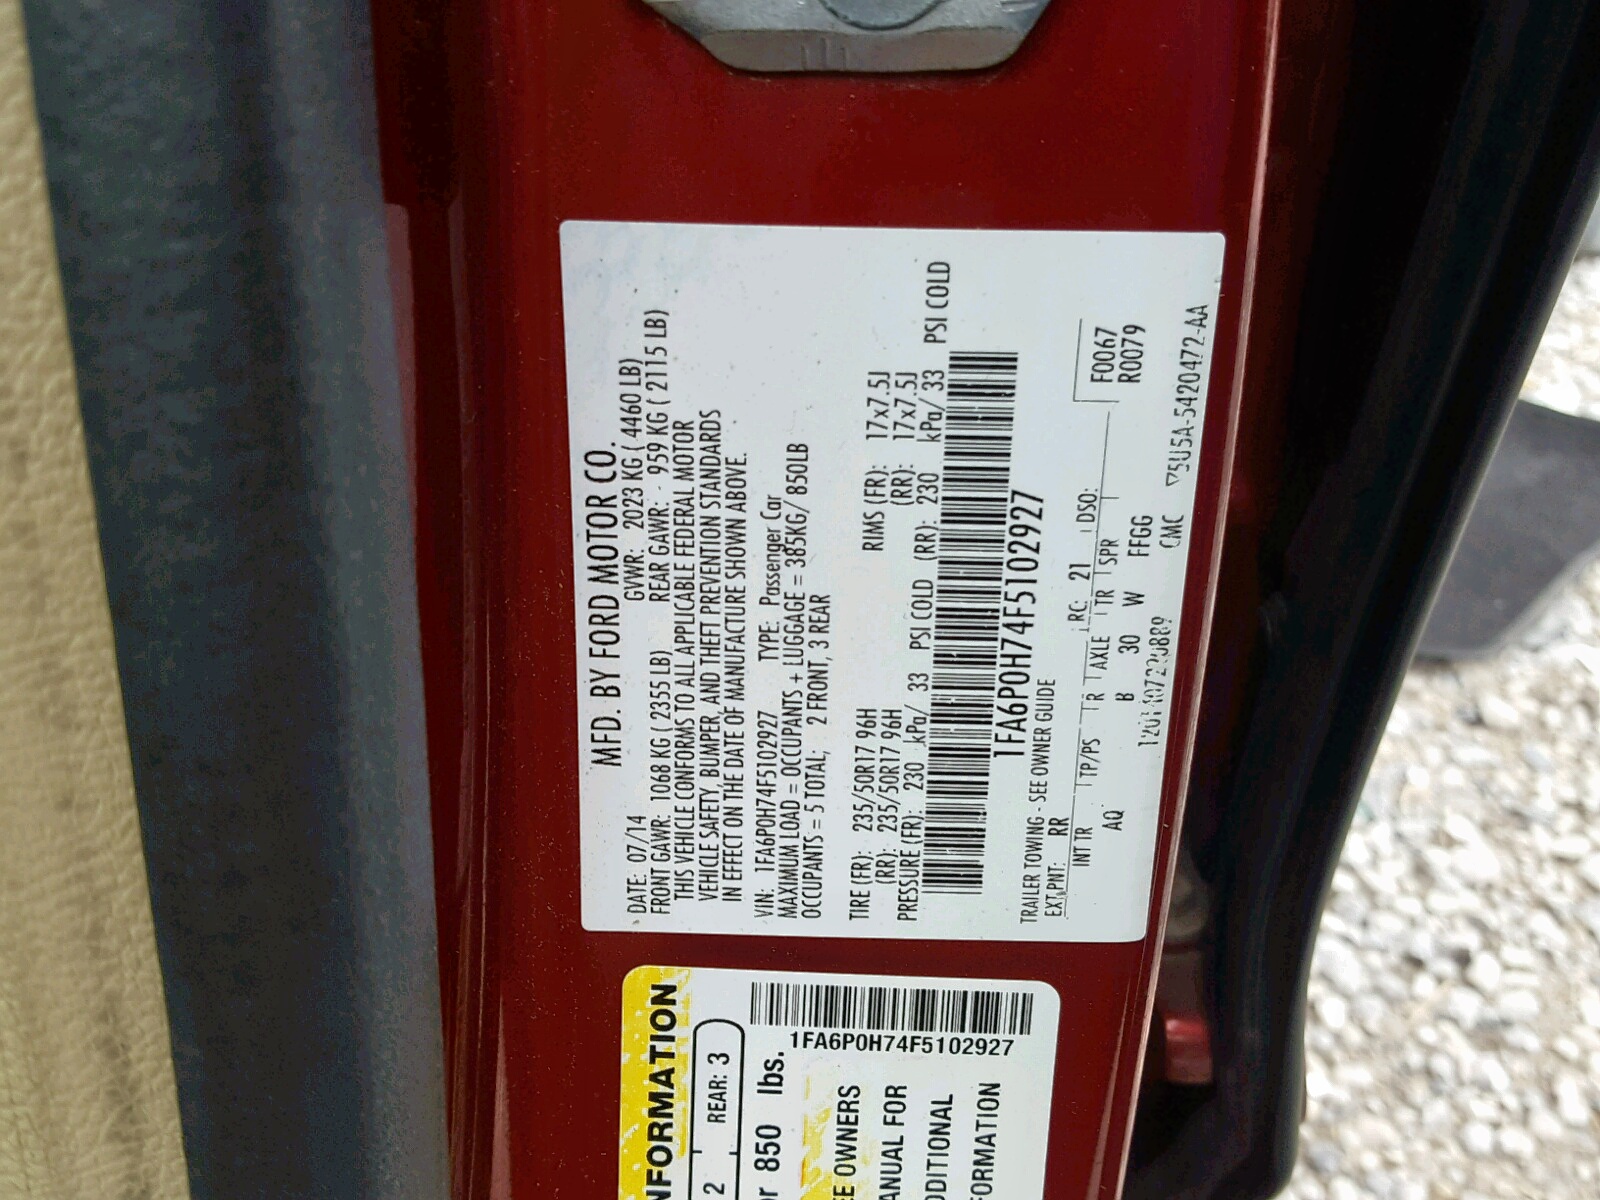 MFD. BY FORD MOTOR CO.
DATE: 07/14 GVWR: 2023 KG ( 4460 LB)
FRONT GAWR: 1068 KG (2355 LB) REAR GAWR: - 959 KG ( 2115 LB)
THIS VEHICLE CONFORMS TO ALL APPLICABLE FEDERAL MOTOR
VEHICLE SAFETY, BUMPER, AND THEFT PREVENTION STANDARDS
IN EFFECT ON THE DATE OF MANUFACTURE SHOWN ABOVE.
VIN: 1FA6P0H74F5102927 TYPE: Passenger Car
MAXIMUM LOAD = OCCUPANTS + LUGGAGE = 385KG/ 850LB
OCCUPANTS = 5 TOTAL; 2 FRONT, 3 REAR
TIRE (FR): 235/50R17 96H RIMS (FR): 17x7.5J
(RR): 235/50R17 96H (RR): 17x7.5J
PRESSURE (FR): 230 kPa/ 33 PSI COLD (RR): 230 kPa/ 33 PSI COLD
1FA6P0H74F5102927
TRAILER TOWING - SEE OWNER GUIDE
EXT PNT: RR RC: 21 DSO: F0067
INT TR TP/PS T R AXLE TR SPR R0079
AQ B 30 W FFGG
CMC 5U5A-5420472-AA
NFORMATION
2 REAR: 3
or 850 lbs.
1FA6P0H74F5102927
EE OWNERS
ANUAL FOR
DDITIONAL
FORMATION